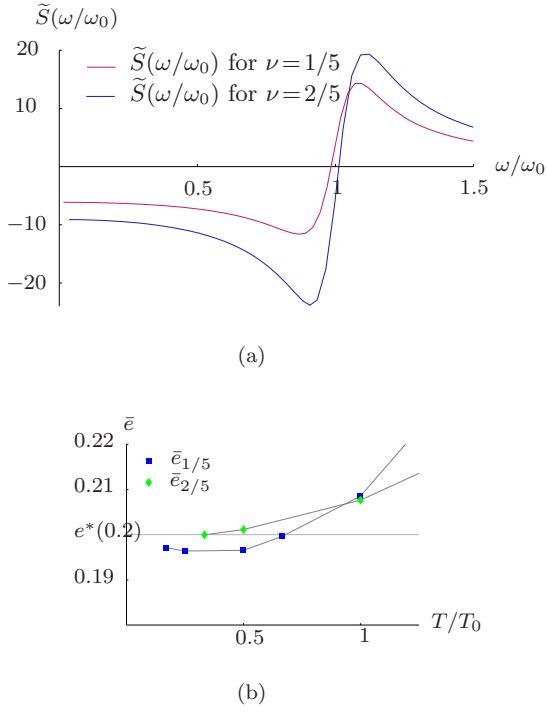 S̃(ω/ω₀)
20
S̃(ω/ω₀) for ν=1/5
S̃(ω/ω₀) for ν=2/5
10
ω/ω₀
0.5
1
1.5
−10
−20
(a)
ē
0.22
ē₁/₅
ē₂/₅
0.21
e*(0.2)
0.19
T/T₀
0.5
1
(b)